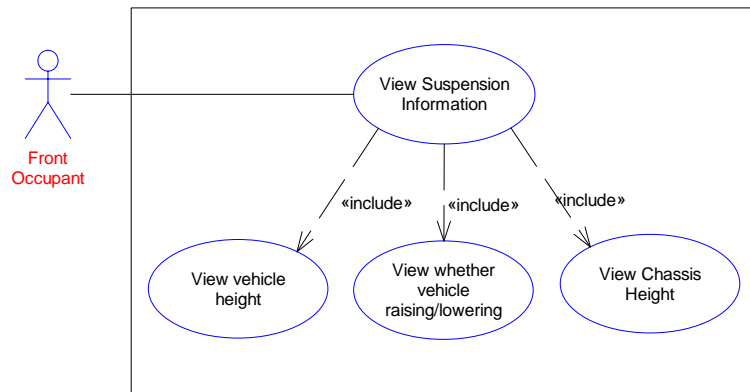 View Suspension
Information
Front
Occupant
«include»
«include»
«include»
View vehicle
height
View whether
vehicle
raising/lowering
View Chassis
Height